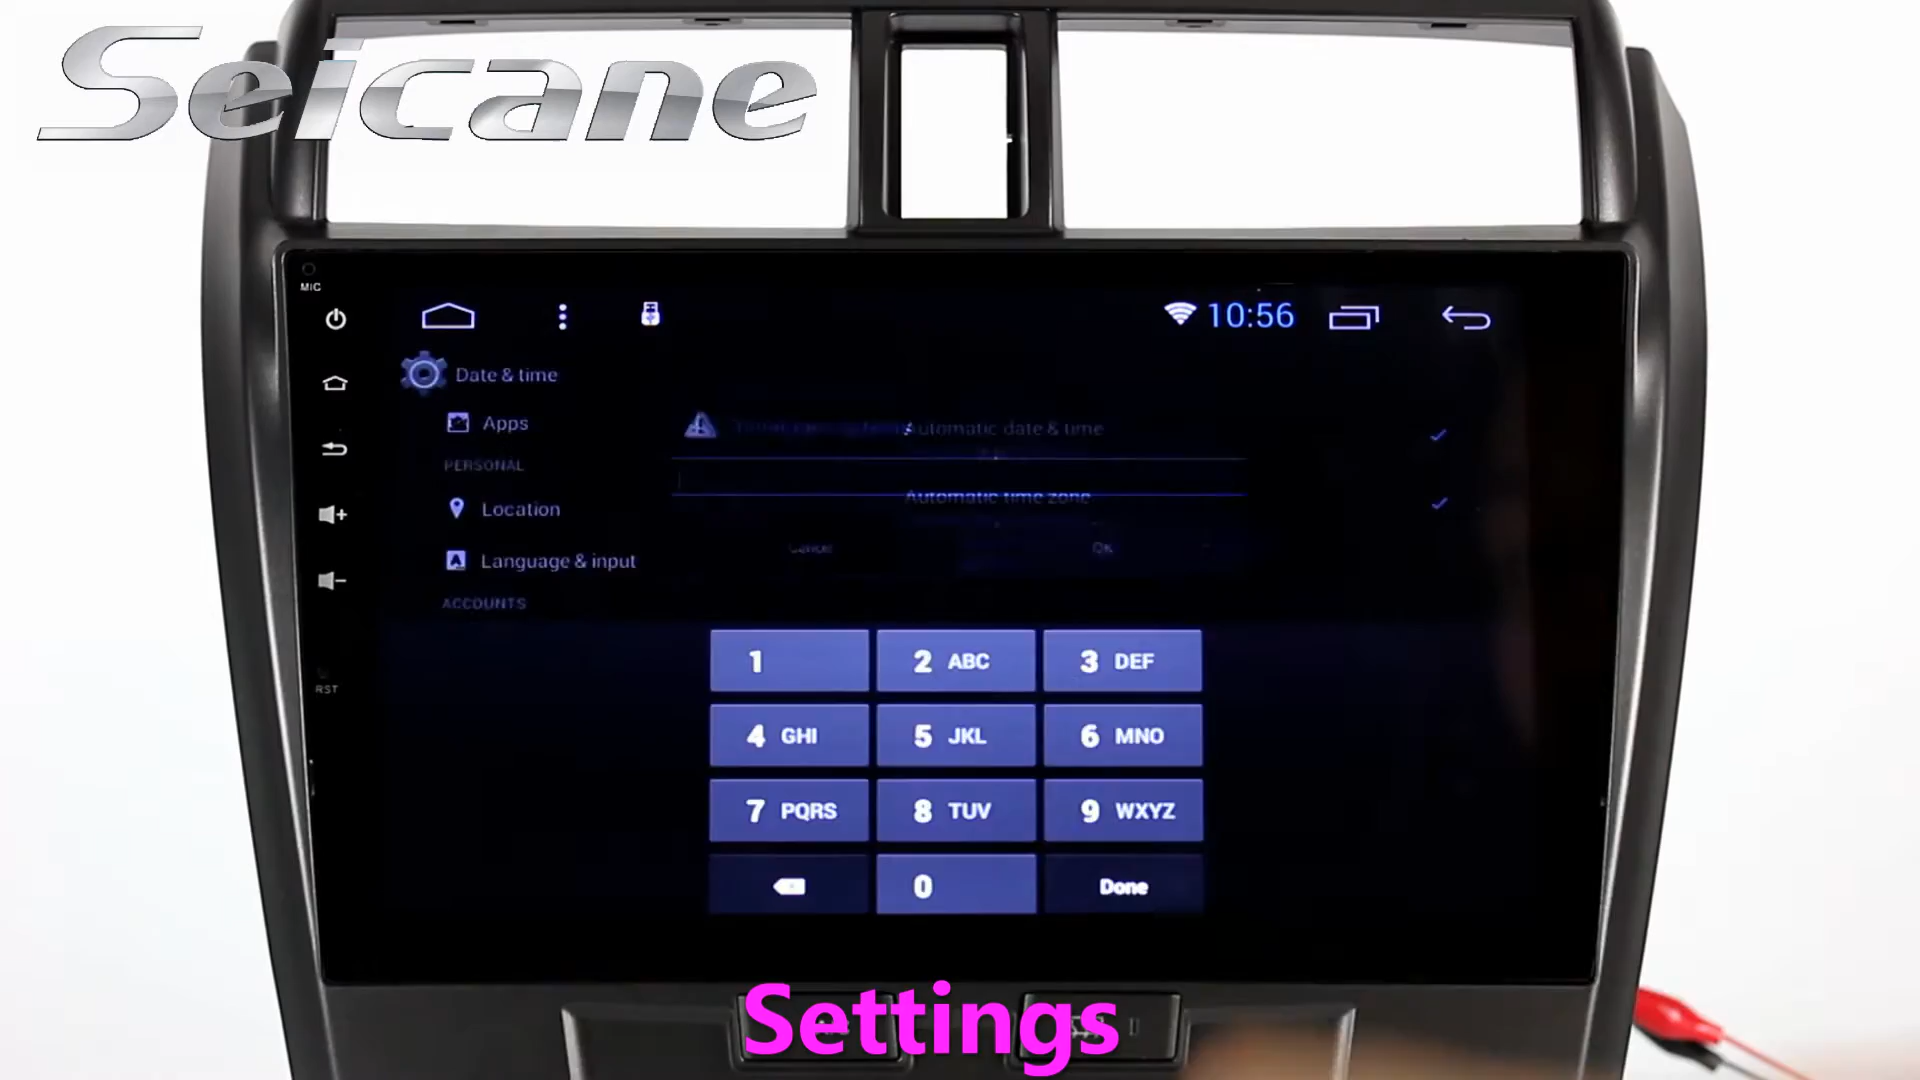 Seicane
MIC
10:56
Date & time
Apps
Automatic date & time
PERSONAL
Automatic time zone
Location
Cancel
OK
Language & input
ACCOUNTS
RST
1
2 ABC
3 DEF
4 GHI
5 JKL
6 MNO
7 PQRS
8 TUV
9 WXYZ
0
Done
Settings